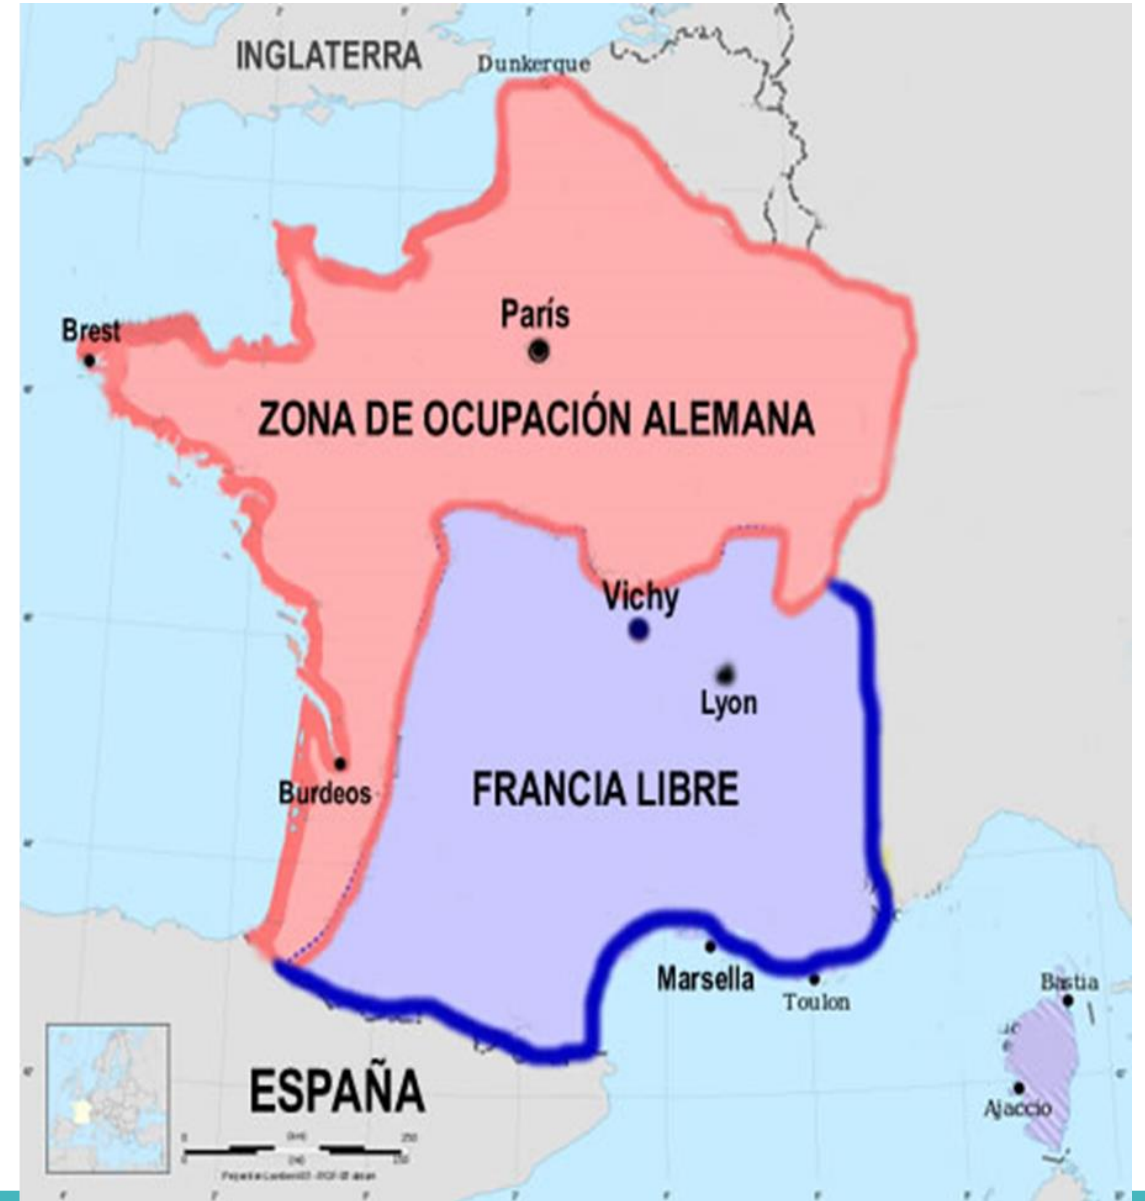 INGLATERRA
Dunkerque
París
Brest
ZONA DE OCUPACIÓN ALEMANA
Vichy
Lyon
Burdeos
FRANCIA LIBRE
Marsella
Toulon
Bastia
Ajaccio
ESPAÑA